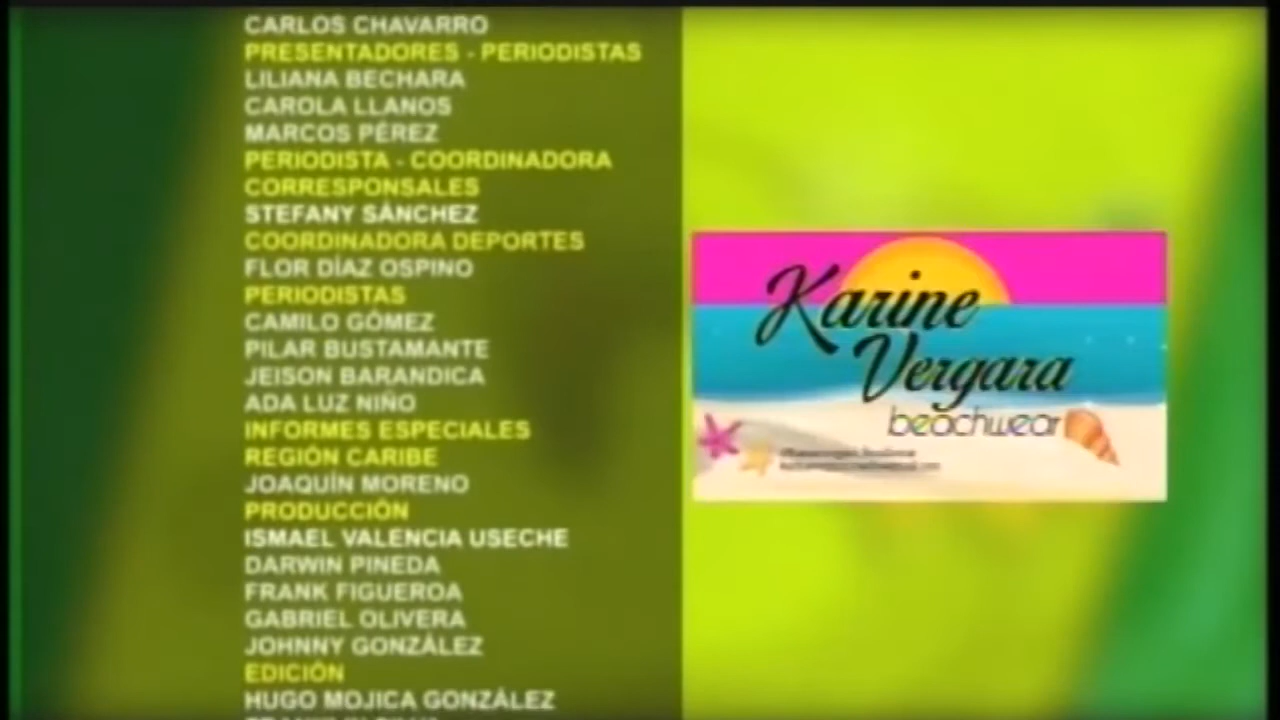 CARLOS CHAVARRO
PRESENTADORES - PERIODISTAS
LILIANA BECHARA
CAROLA LLANOS
MARCOS PÉREZ
PERIODISTA - COORDINADORA
CORRESPONSALES
STEFANY SÁNCHEZ
COORDINADORA DEPORTES
FLOR DÍAZ OSPINO
PERIODISTAS
CAMILO GÓMEZ
PILAR BUSTAMANTE
JEISON BARANDICA
ADA LUZ NIÑO
INFORMES ESPECIALES
REGIÓN CARIBE
JOAQUÍN MORENO
PRODUCCIÓN
ISMAEL VALENCIA USECHE
DARWIN PINEDA
FRANK FIGUEROA
GABRIEL OLIVERA
JOHNNY GONZÁLEZ
EDICIÓN
HUGO MOJICA GONZÁLEZ
Karine
Vergara
beachwear